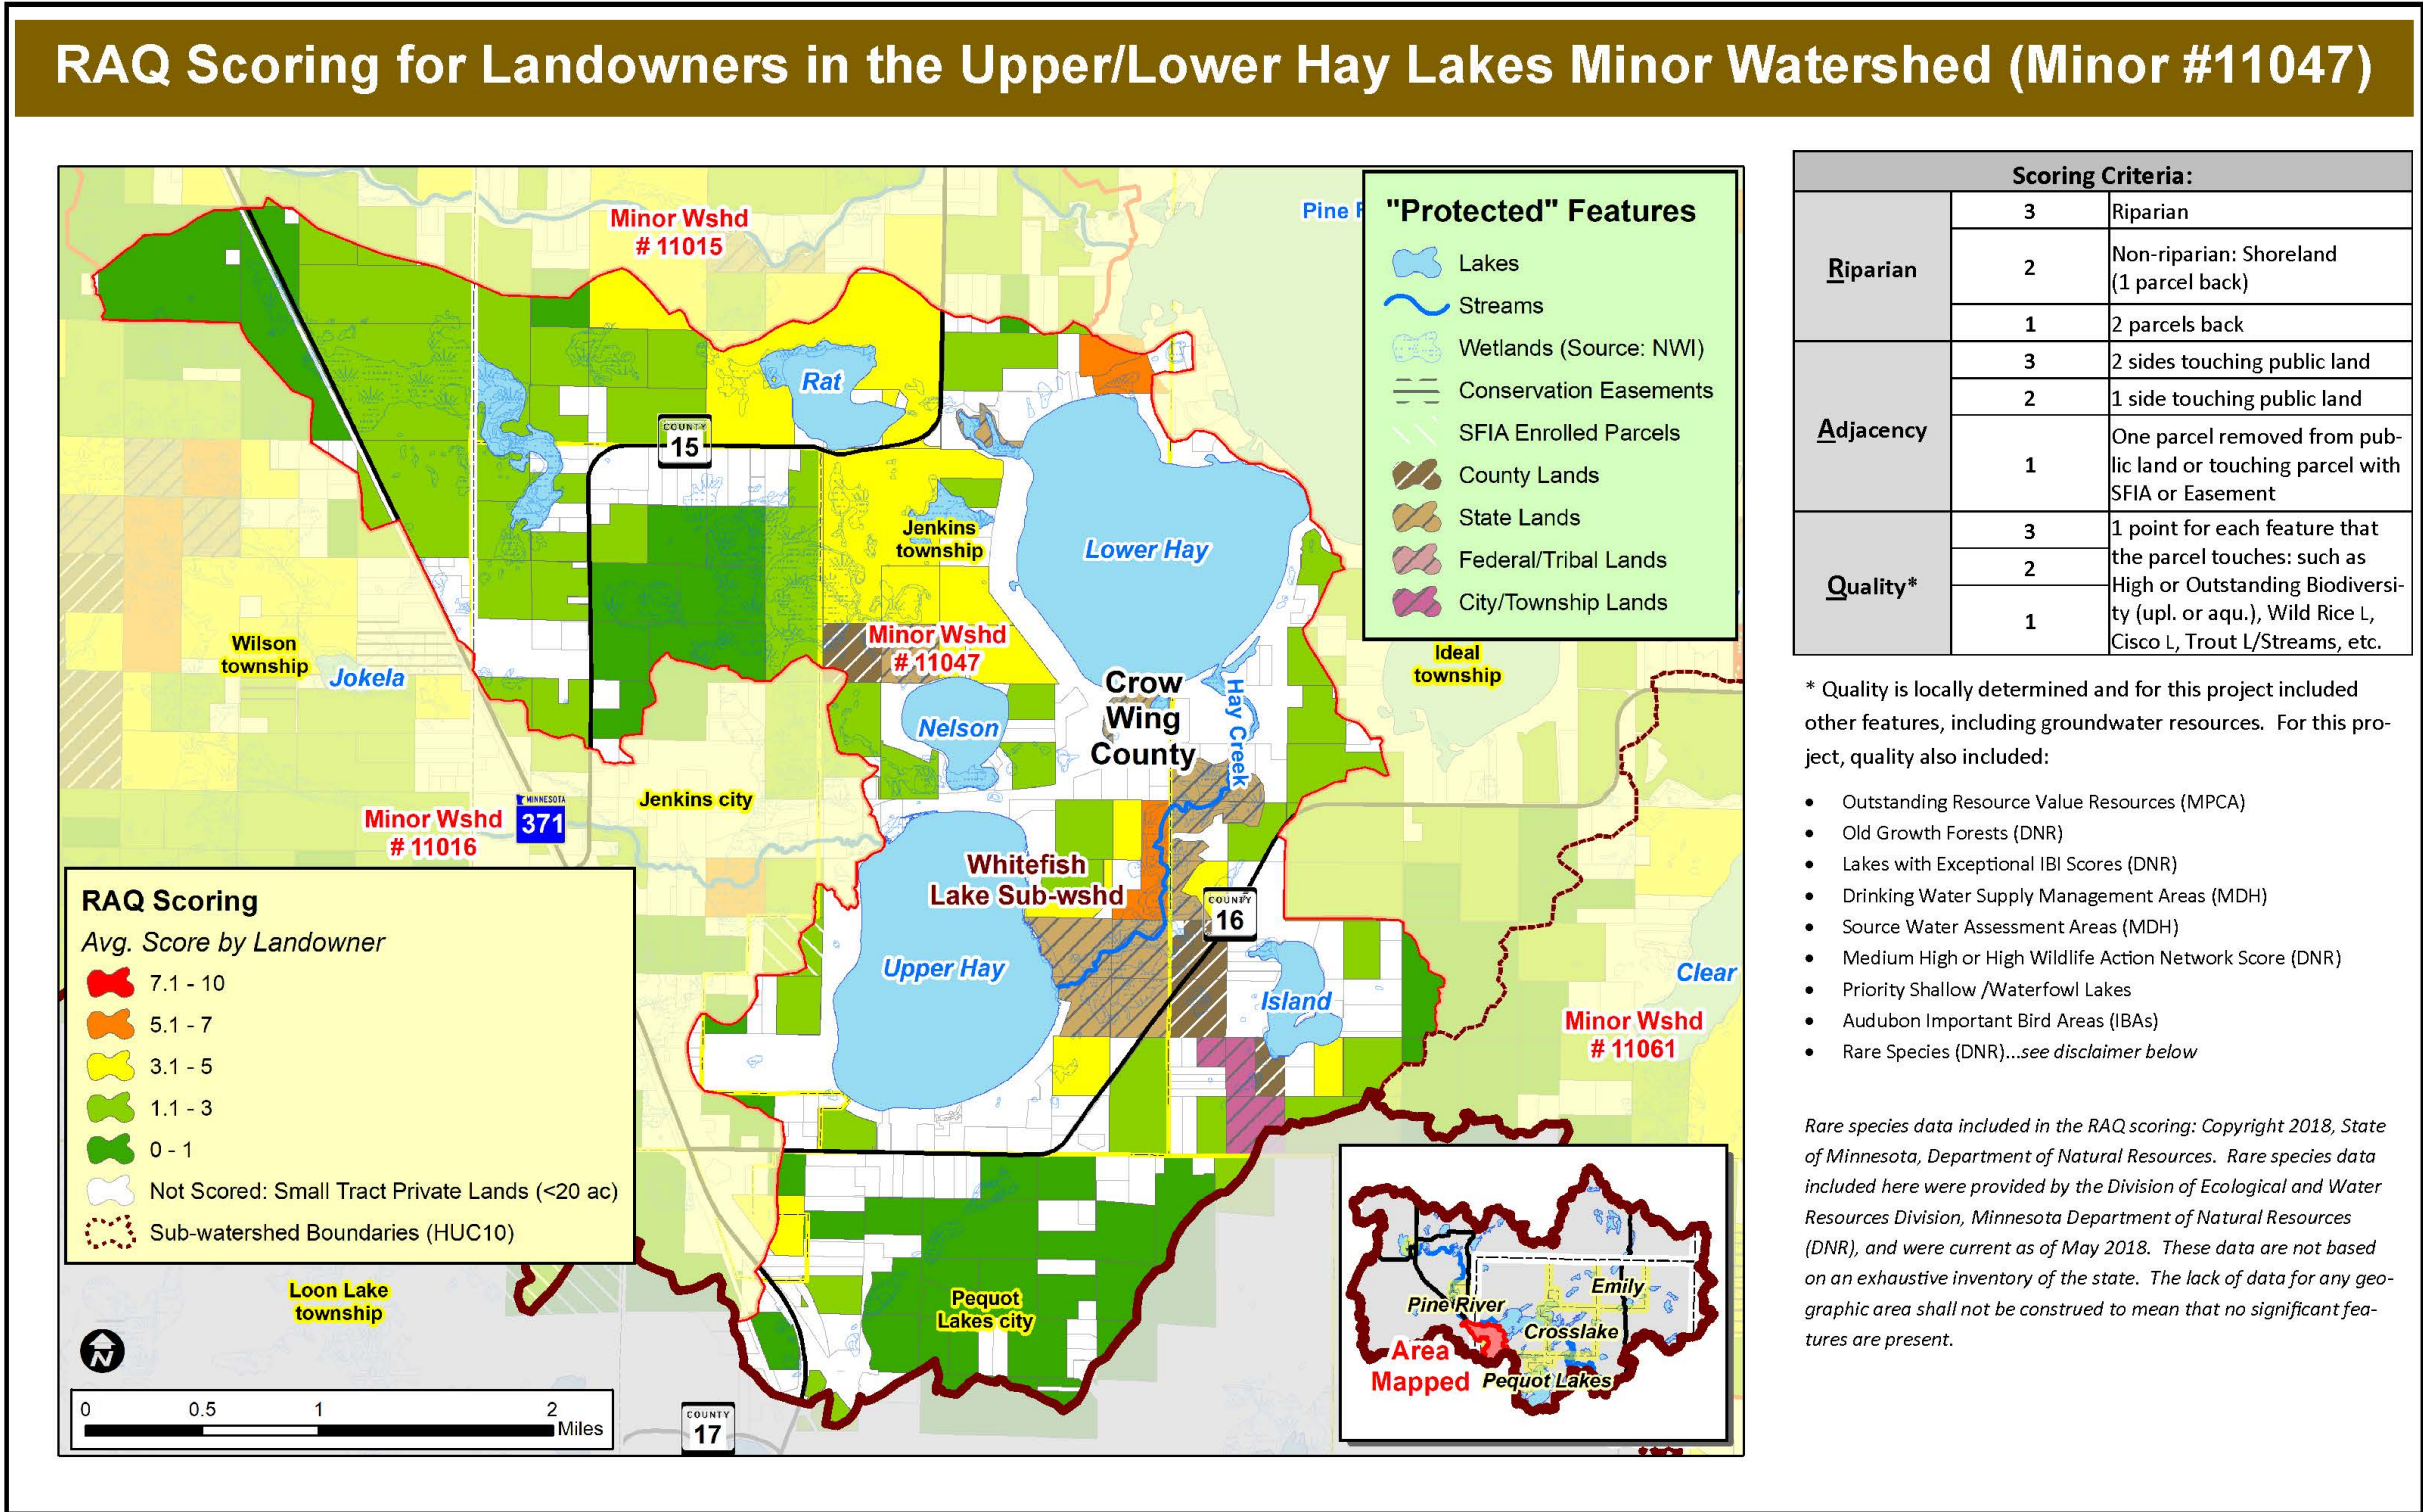 RAQ Scoring for Landowners in the Upper/Lower Hay Lakes Minor Watershed (Minor #11047)
Minor Wshd
# 11015
Pine
Rat
COUNTY
15
Jenkins
township
Lower Hay
Minor Wshd
# 11047
Wilson
township
Jokela
Nelson
Crow
Wing
County
Hay Creek
Ideal
township
Jenkins city
Minor Wshd
# 11016
MINNESOTA
371
Whitefish
Lake Sub-wshd
COUNTY
16
Upper Hay
Island
Clear
Minor Wshd
# 11061
Pequot
Lakes city
Loon Lake
township
COUNTY
17
"Protected" Features
Lakes
Streams
Wetlands (Source: NWI)
Conservation Easements
SFIA Enrolled Parcels
County Lands
State Lands
Federal/Tribal Lands
City/Township Lands
RAQ Scoring
Avg. Score by Landowner
7.1 - 10
5.1 - 7
3.1 - 5
1.1 - 3
0 - 1
Not Scored: Small Tract Private Lands (<20 ac)
Sub-watershed Boundaries (HUC10)
N
0 0.5 1 2
Miles
Emily
Pine River
Crosslake
Area
Mapped
Pequot Lakes
Scoring Criteria:
Riparian
3 Riparian
2 Non-riparian: Shoreland
(1 parcel back)
1 2 parcels back
Adjacency
3 2 sides touching public land
2 1 side touching public land
1 One parcel removed from pub-
lic land or touching parcel with
SFIA or Easement
Quality*
3 1 point for each feature that
2 the parcel touches: such as
High or Outstanding Biodiversi-
1 ty (upl. or aqu.), Wild Rice L,
Cisco L, Trout L/Streams, etc.
* Quality is locally determined and for this project included
other features, including groundwater resources. For this pro-
ject, quality also included:
• Outstanding Resource Value Resources (MPCA)
• Old Growth Forests (DNR)
• Lakes with Exceptional IBI Scores (DNR)
• Drinking Water Supply Management Areas (MDH)
• Source Water Assessment Areas (MDH)
• Medium High or High Wildlife Action Network Score (DNR)
• Priority Shallow /Waterfowl Lakes
• Audubon Important Bird Areas (IBAs)
• Rare Species (DNR)...see disclaimer below
Rare species data included in the RAQ scoring: Copyright 2018, State
of Minnesota, Department of Natural Resources. Rare species data
included here were provided by the Division of Ecological and Water
Resources Division, Minnesota Department of Natural Resources
(DNR), and were current as of May 2018. These data are not based
on an exhaustive inventory of the state. The lack of data for any geo-
graphic area shall not be construed to mean that no significant fea-
tures are present.